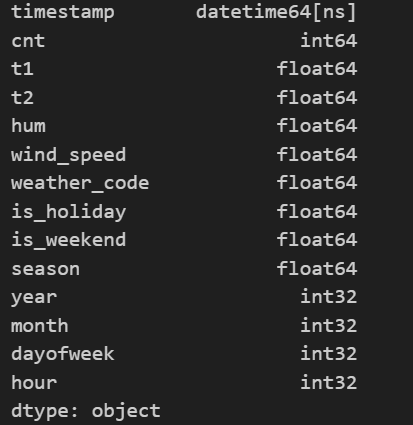 timestamp datetime64[ns]
cnt int64
t1 float64
t2 float64
hum float64
wind_speed float64
weather_code float64
is_holiday float64
is_weekend float64
season float64
year int32
month int32
dayofweek int32
hour int32
dtype: object